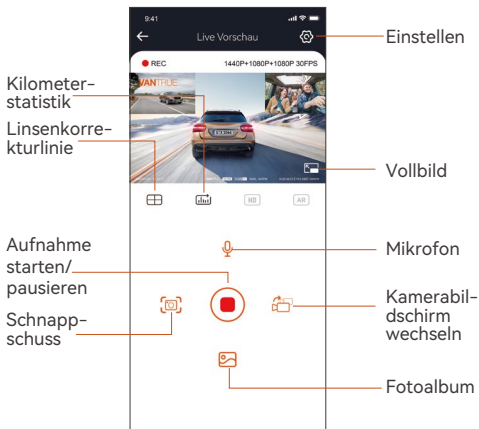 9:41
Live Vorschau
Einstellen
REC
1440P+1080P+1080P 30FPS
VANTRUE
Kilometer-
statistik
Linsenkorre-
kturlinie
Vollbild
HD
AR
Aufnahme
starten/
pausieren
Mikrofon
Schnapp-
schuss
Kamerabil-
dschirm
wechseln
Fotoalbum